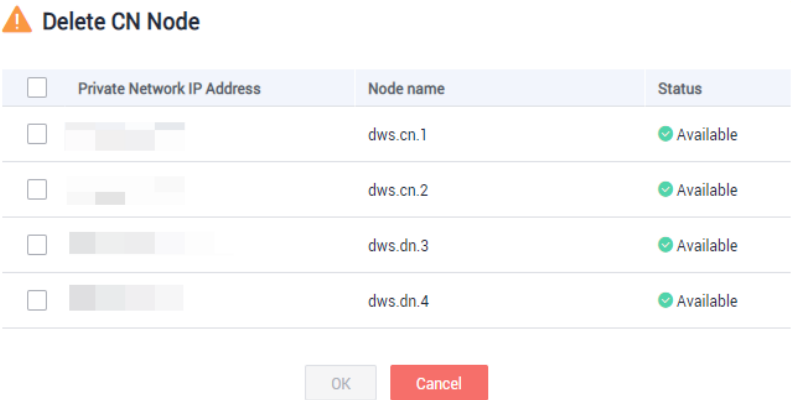 Delete CN Node
Private Network IP Address Node name Status
dws.cn.1 Available
dws.cn.2 Available
dws.dn.3 Available
dws.dn.4 Available
OK Cancel